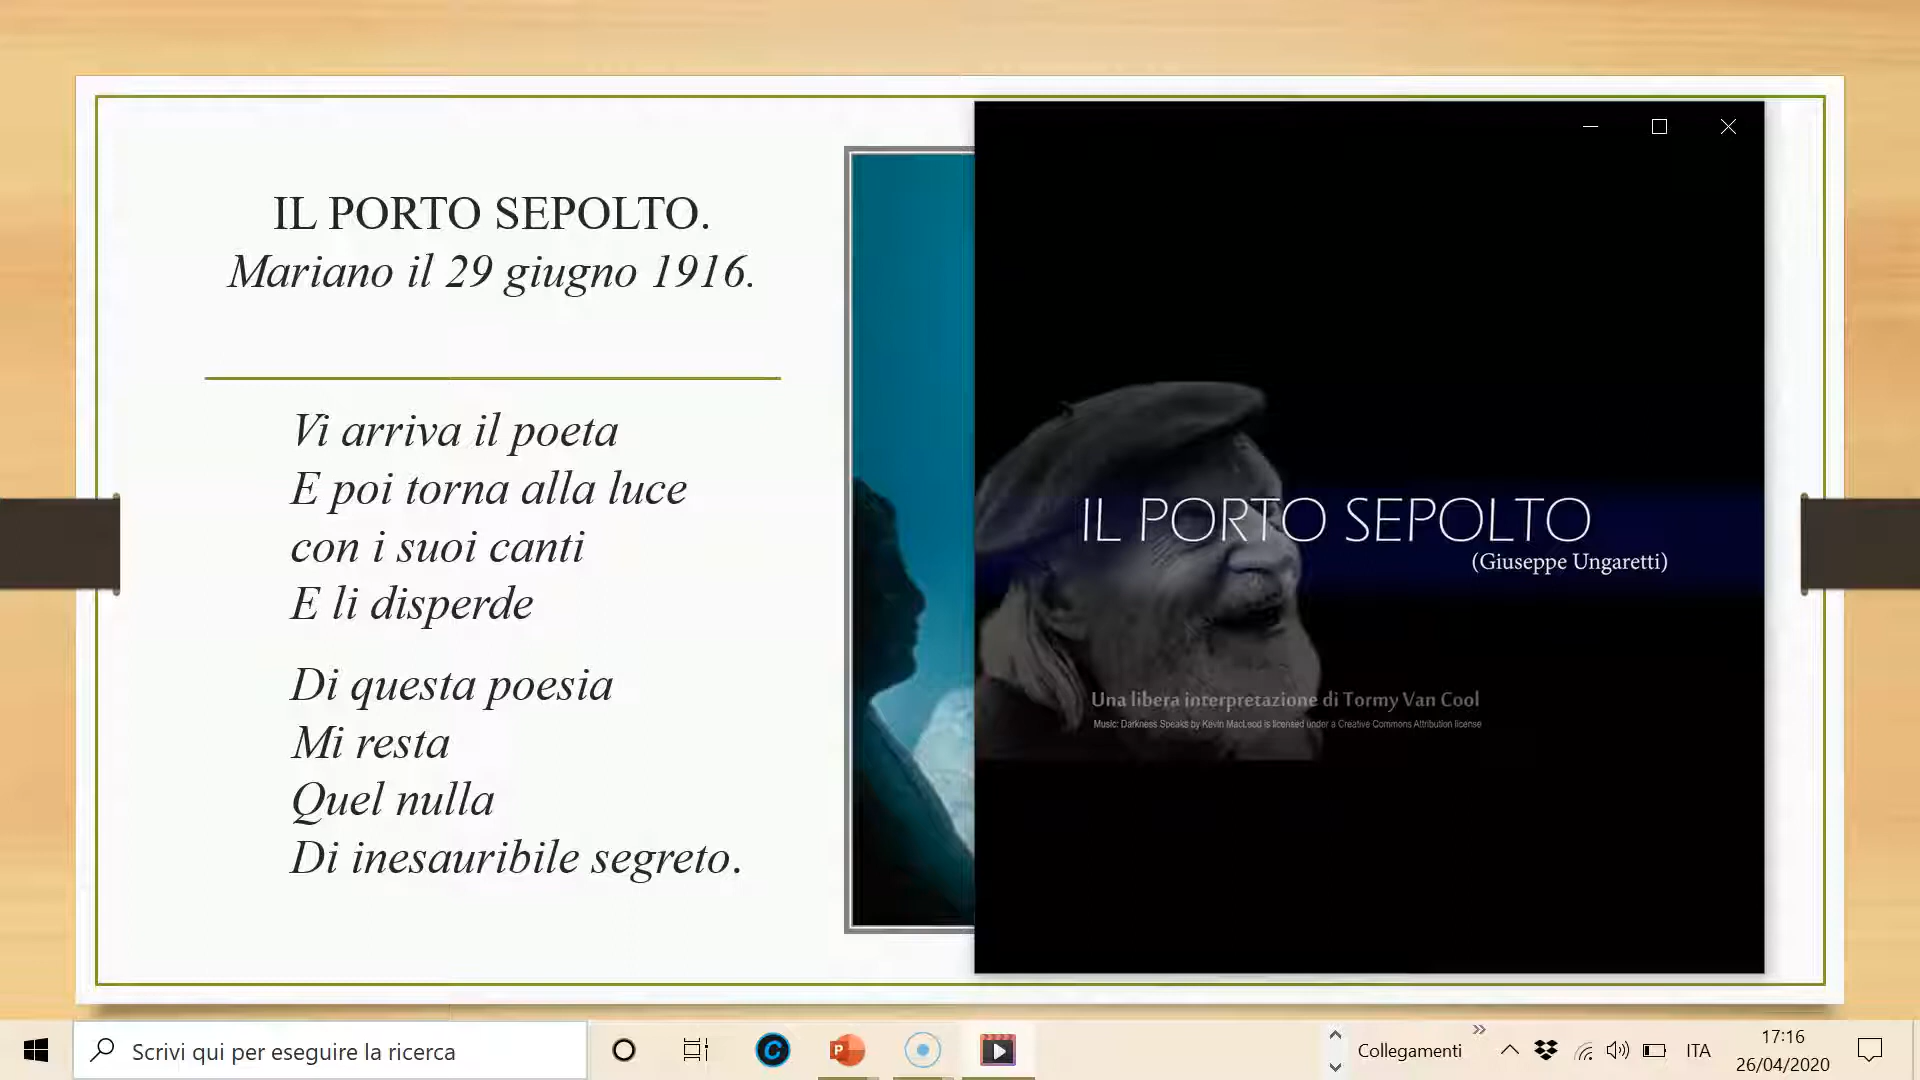 IL PORTO SEPOLTO.
Mariano il 29 giugno 1916.
Vi arriva il poeta
E poi torna alla luce
con i suoi canti
E li disperde
Di questa poesia
Mi resta
Quel nulla
Di inesauribile segreto.
IL PORTO SEPOLTO
(Giuseppe Ungaretti)
Una libera interpretazione di Tormy Van Cool
Music: Darkness Speaks by Kevin MacLeod is licensed under a Creative Commons Attribution license
Scrivi qui per eseguire la ricerca
Collegamenti
ITA
17:16
26/04/2020